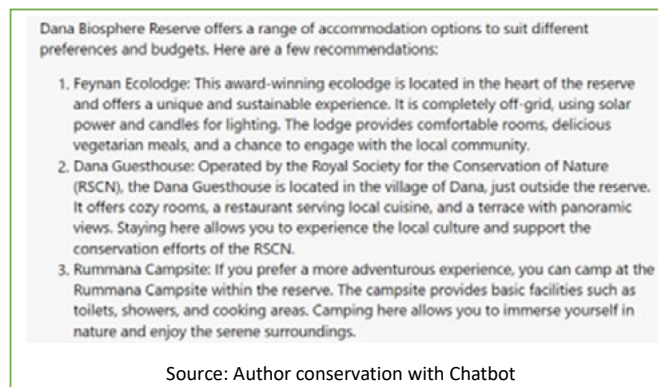 Dana Biosphere Reserve offers a range of accommodation options to suit different
preferences and budgets. Here are a few recommendations:
1. Feynan Ecolodge: This award-winning ecolodge is located in the heart of the reserve
and offers a unique and sustainable experience. It is completely off-grid, using solar
power and candles for lighting. The lodge provides comfortable rooms, delicious
vegetarian meals, and a chance to engage with the local community.
2. Dana Guesthouse: Operated by the Royal Society for the Conservation of Nature
(RSCN), the Dana Guesthouse is located in the village of Dana, just outside the reserve.
It offers cozy rooms, a restaurant serving local cuisine, and a terrace with panoramic
views. Staying here allows you to experience the local culture and support the
conservation efforts of the RSCN.
3. Rummana Campsite: If you prefer a more adventurous experience, you can camp at the
Rummana Campsite within the reserve. The campsite provides basic facilities such as
toilets, showers, and cooking areas. Camping here allows you to immerse yourself in
nature and enjoy the serene surroundings.
Source: Author conservation with Chatbot